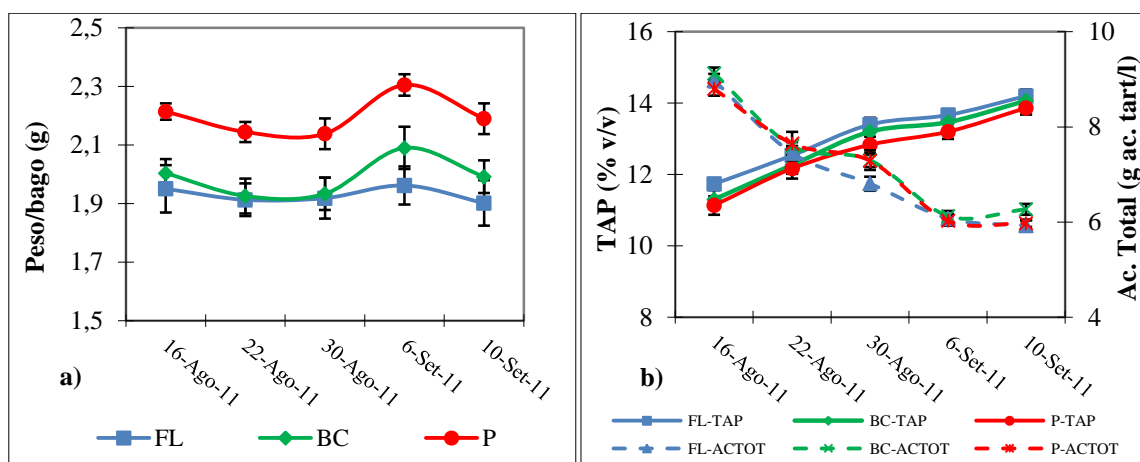 2,5
2,3
2,1
1,9
1,7
1,5
Peso/bago (g)
16-Ago-11
22-Ago-11
30-Ago-11
6-Set-11
10-Set-11
a)
FL
BC
P
16
14
12
10
8
TAP (% v/v)
10
8
6
4
Ac. Total (g ac. tart/l)
16-Ago-11
22-Ago-11
30-Ago-11
6-Set-11
10-Set-11
b)
FL-TAP
BC-TAP
P-TAP
FL-ACTOT
BC-ACTOT
P-ACTOT